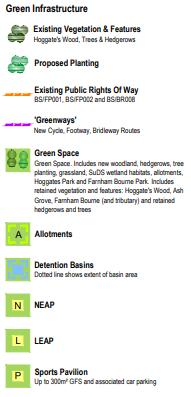 Green Infrastructure
Existing Vegetation & Features
Hoggate's Wood, Trees & Hedgerows
Proposed Planting
Existing Public Rights Of Way
BS/FP001, BS/FP002 and BS/BR008
'Greenways'
New Cycle, Footway, Bridleway Routes
Green Space
Green Space. Includes new woodland, hedgerows, tree
planting, grassland, SuDS wetland habitats, allotments,
Hoggates Park and Farnham Bourne Park. Includes
retained vegetation and features: Hoggate's Wood, Ash
Grove, Farnham Bourne (and tributary) and retained
hedgerows and trees
A Allotments
Detention Basins
Dotted line shows extent of basin area
N NEAP
L LEAP
P Sports Pavilion
Up to 300m² GFS and associated car parking